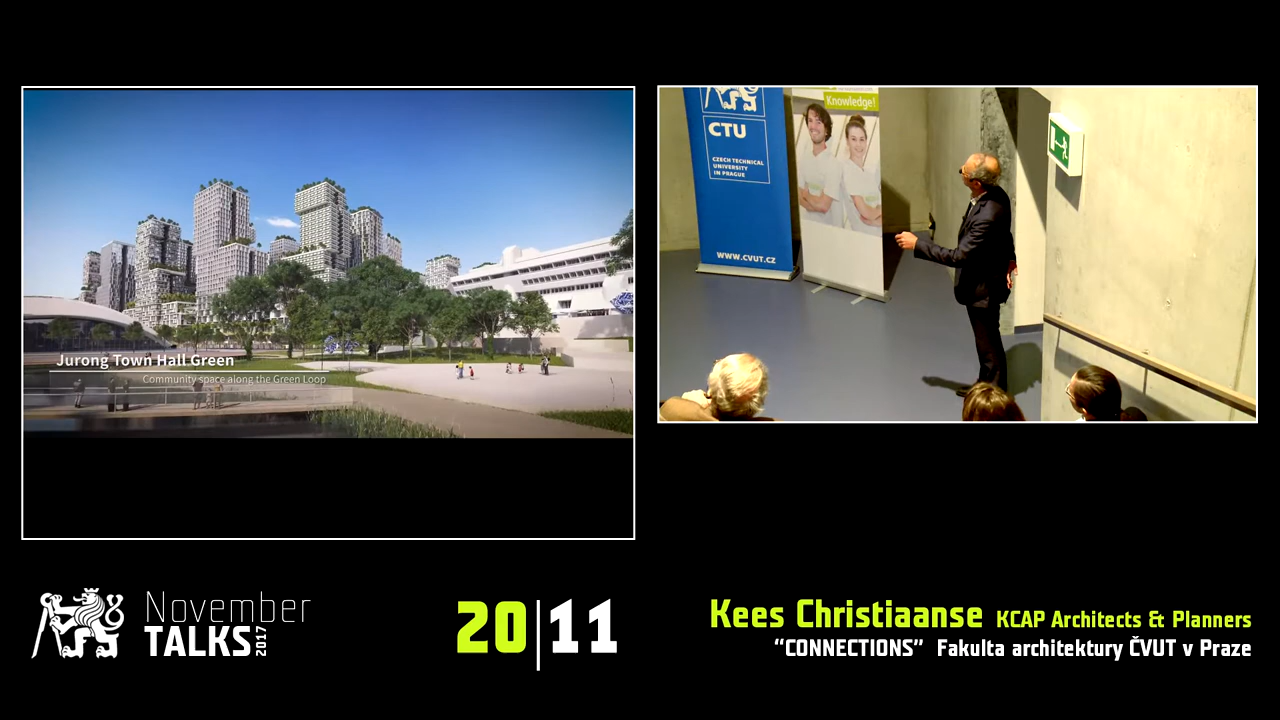 Jurong Town Hall Green
Community space along the Green Loop
Knowledge!
CTU
CZECH TECHNICAL
UNIVERSITY
IN PRAGUE
WWW.CVUT.CZ
November
TALKS 2017
20|11
Kees Christiaanse KCAP Architects & Planners
“CONNECTIONS” Fakulta architektury ČVUT v Praze